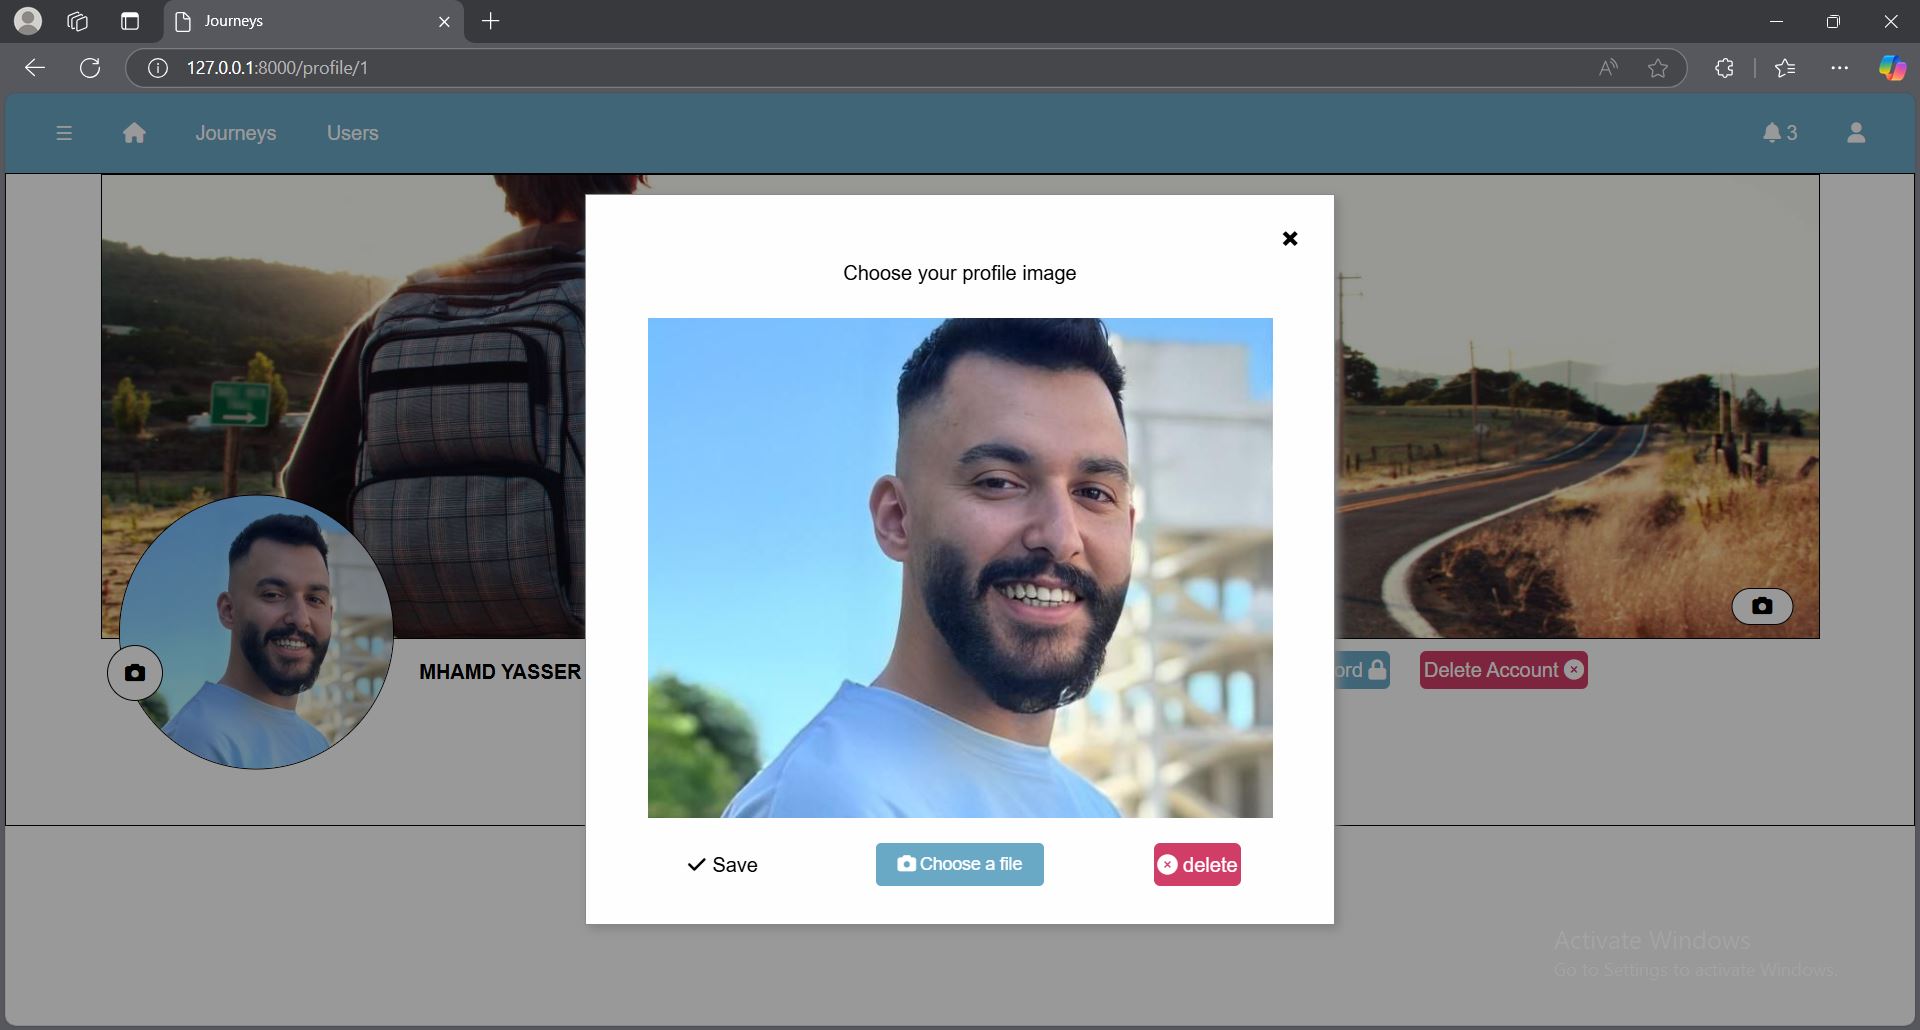 Journeys
127.0.0.1:8000/profile/1
Journeys
Users
3
Choose your profile image
MHAMD YASSER
ord
Delete Account
Save
Choose a file
delete
Activate Windows
Go to Settings to activate Windows.